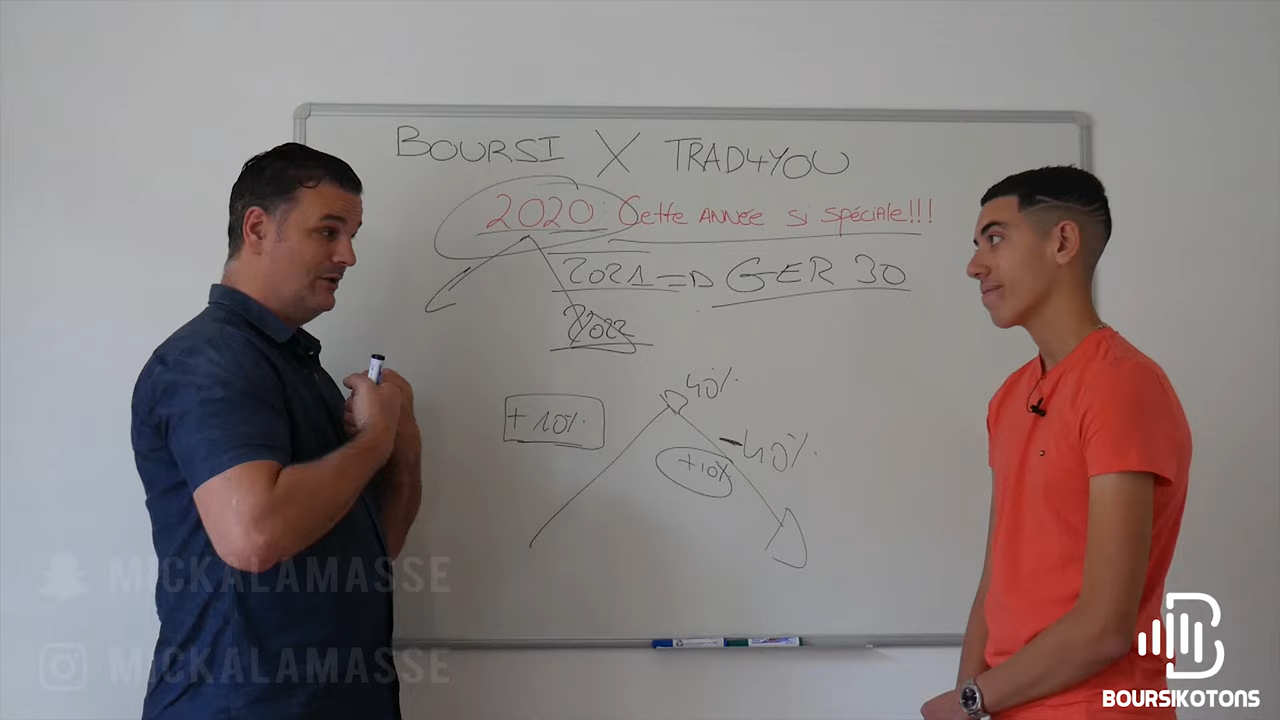 BOURSI X TRAD4YOU
2020 Cette ANNÉE si spéciale!!!
2021 => GER 30
2022
40%
+10%
-40%
+10%
MICKALAMASSE
MICKALAMASSE
BOURSIKOTONS